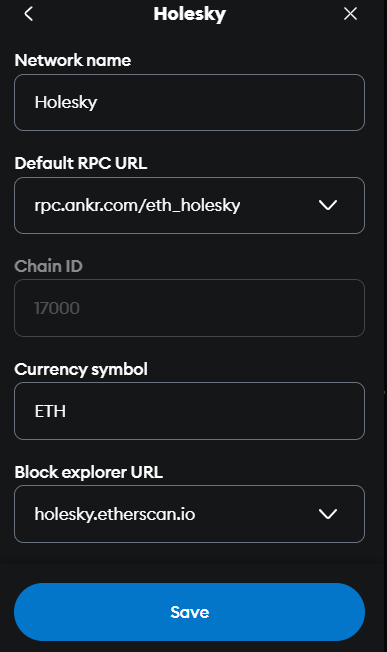 Holesky
Network name
Holesky
Default RPC URL
rpc.ankr.com/eth_holesky
Chain ID
17000
Currency symbol
ETH
Block explorer URL
holesky.etherscan.io
Save